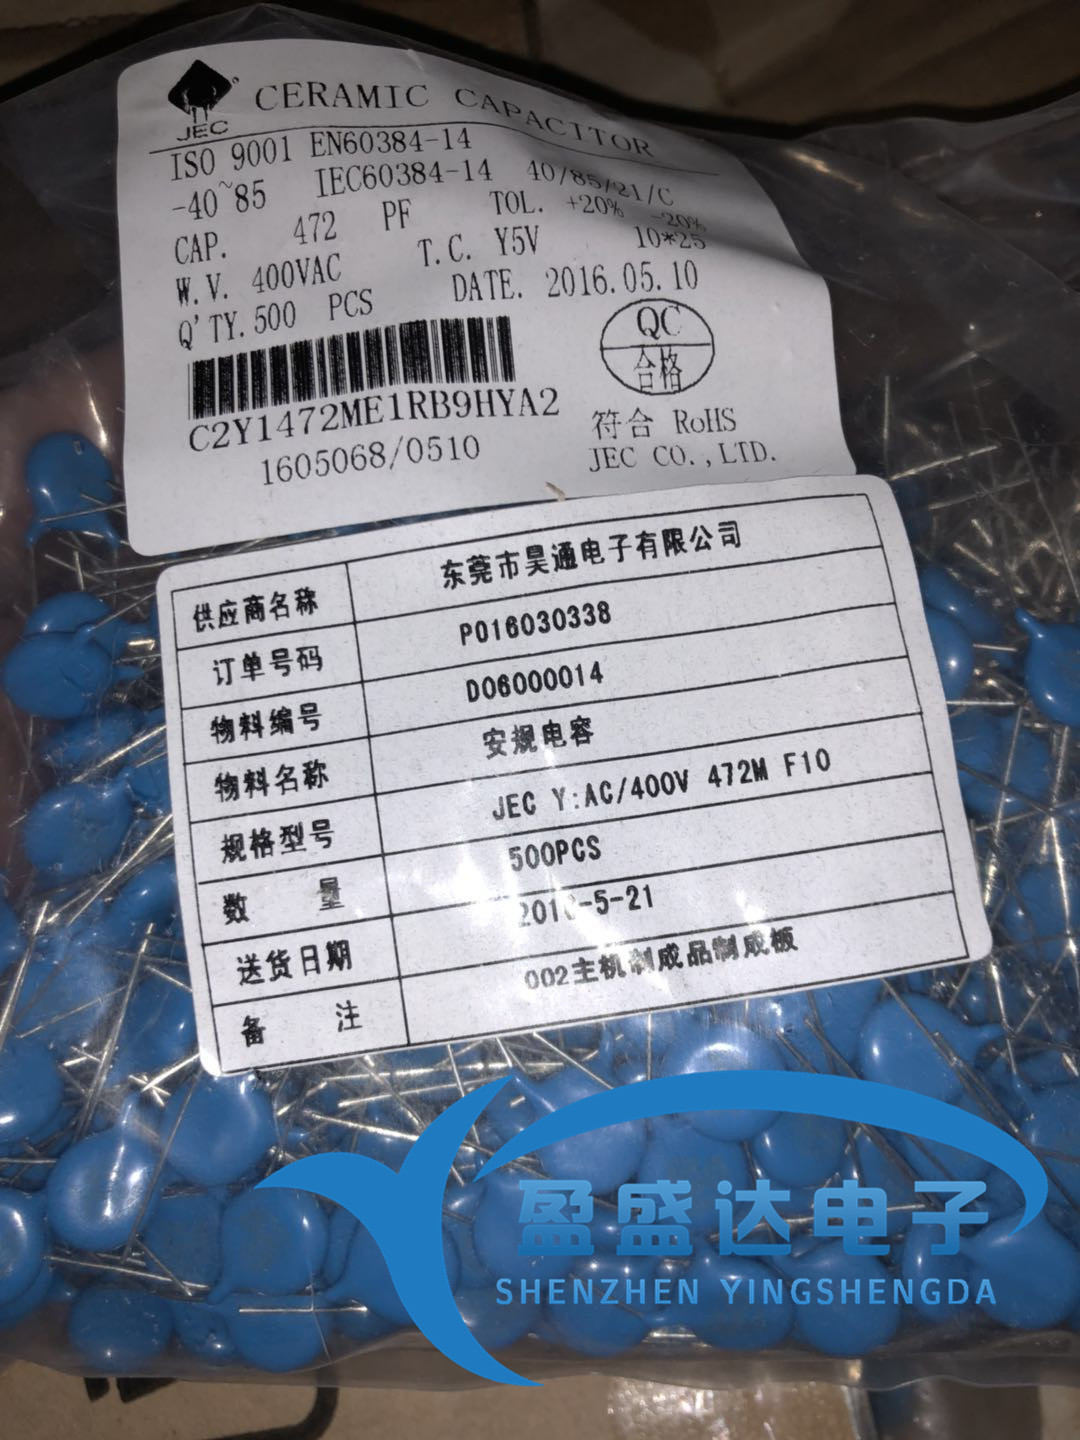 JEC
CERAMIC CAPACITOR
ISO 9001 EN60384-14
-40~85 IEC60384-14 40/85/21/C
CAP. 472 PF TOL. +20% -20%
W.V. 400VAC T.C. Y5V 10*25
Q'TY. 500 PCS DATE. 2016.05.10
QC
合格
C2Y1472ME1RB9HYA2
1605068/0510
符合 RoHS
JEC CO.,LTD.
供应商名称 东莞市昊通电子有限公司
订单号码 PO16030338
物料编号 D06000014
物料名称 安规电容
规格型号 JEC Y:AC/400V 472M F10
数 量 500PCS
送货日期 2016-5-21
备 注 002主机制成品制成板
盈盛达电子
SHENZHEN YINGSHENGDA